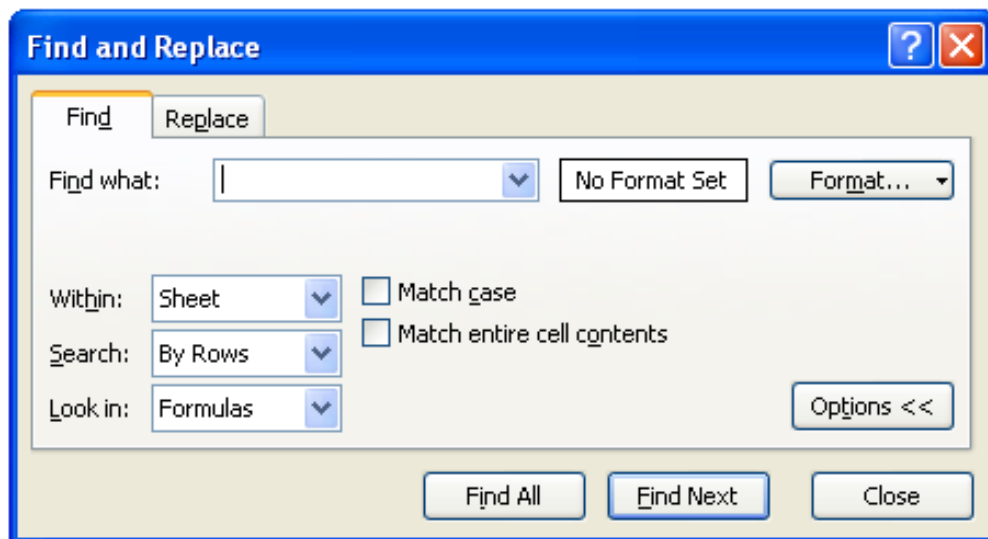 Find and Replace
Find Replace
Find what: No Format Set Format...
Within: Sheet Match case
Match entire cell contents
Search: By Rows
Look in: Formulas Options <<
Find All Find Next Close